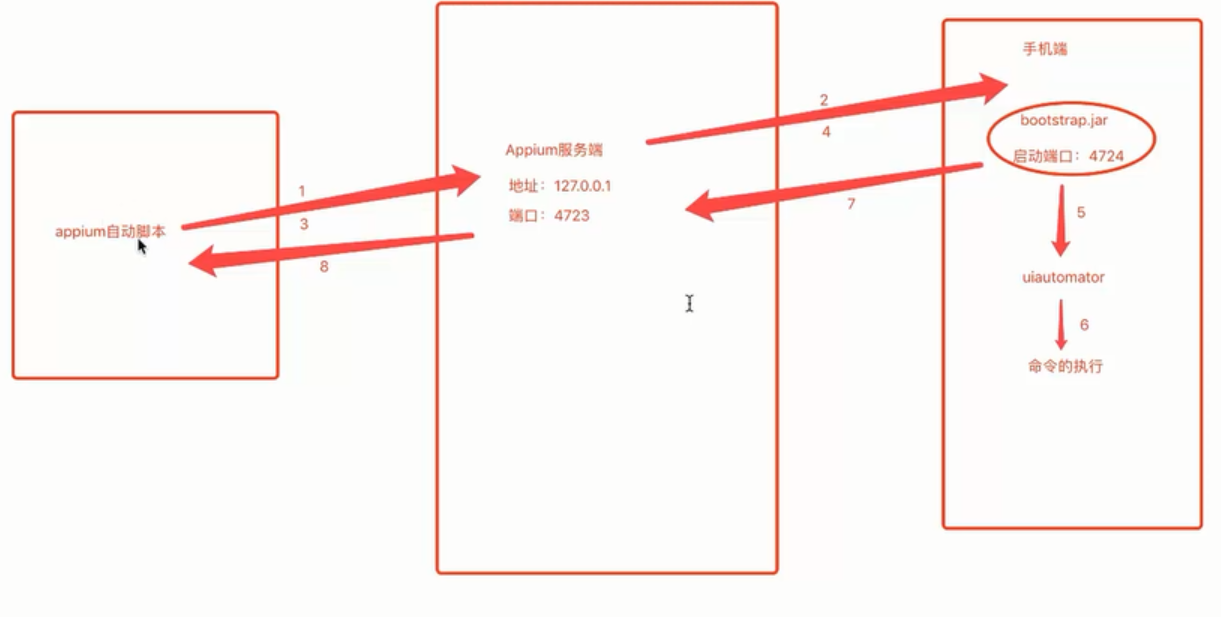 appium自动脚本
1
3
8
Appium服务端
地址：127.0.0.1
端口：4723
2
4
7
手机端
bootstrap.jar
启动端口：4724
5
uiautomator
6
命令的执行